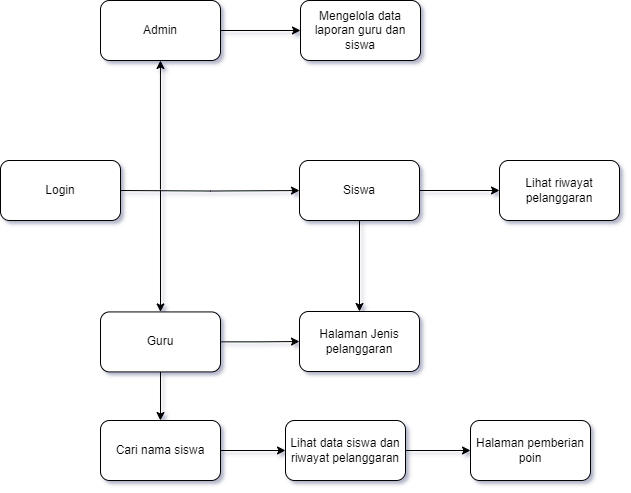 Admin
Mengelola data
laporan guru dan
siswa
Login
Siswa
Lihat riwayat
pelanggaran
Guru
Halaman Jenis
pelanggaran
Cari nama siswa
Lihat data siswa dan
riwayat pelanggaran
Halaman pemberian
poin